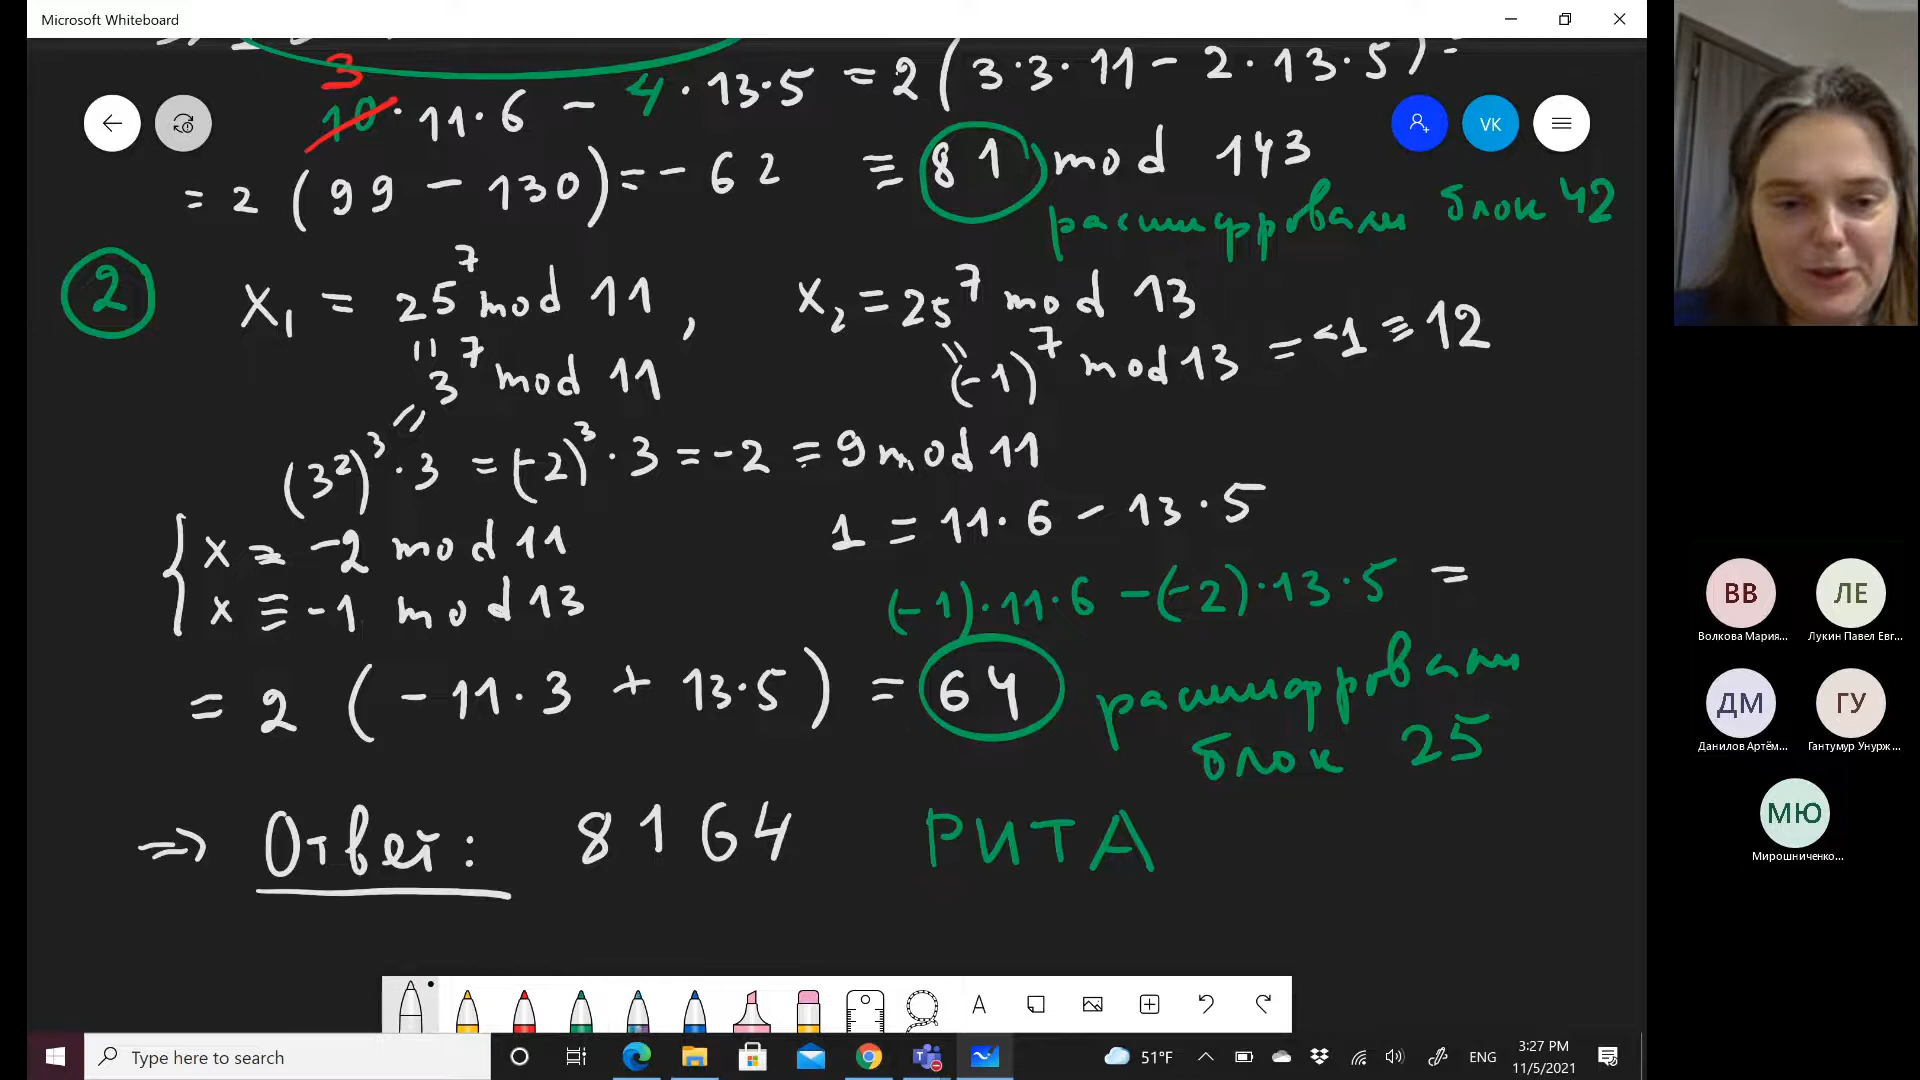 Microsoft Whiteboard
3
10 · 11 · 6 - 4 · 13 · 5 = 2 ( 3 · 3 · 11 - 2 · 13 · 5 ) =
= 2 ( 99 - 130 ) = - 62 ≡ 81 mod 143
расшифровали блок 42
VK
2
x₁ = 25⁷ mod 11 , x₂ = 25⁷ mod 13
" 3⁷ mod 11
" (-1)⁷ mod 13 = -1 ≡ 12
" (3²)³ · 3 = (-2)³ · 3 = -2 ≡ 9 mod 11
{ x ≡ -2 mod 11
x ≡ -1 mod 13
1 = 11 · 6 - 13 · 5
(-1) · 11 · 6 - (-2) · 13 · 5 =
= 2 ( - 11 · 3 + 13 · 5 ) = 64
расшифровали
блок 25
=> Ответ: 8164 РИТА
ВВ
Волкова Мария...
ЛЕ
Лукин Павел Евг...
ДМ
Данилов Артём...
ГУ
Гантумур Унурж...
МЮ
Мирошниченко...
A
Type here to search
51°F
ENG
3:27 PM
11/5/2021